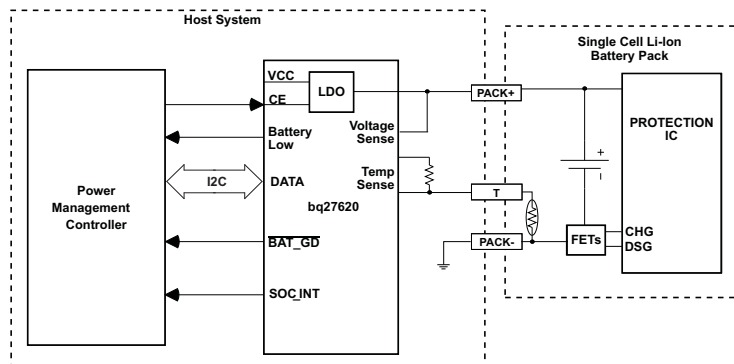 Host System
Single Cell Li-Ion
Battery Pack
VCC
LDO
CE
PACK+
Battery
Low
Voltage
Sense
PROTECTION
IC
+
I2C
DATA
Temp
Sense
–
Power
Management
Controller
bq27620
T
BAT_GD
PACK-
FETs
CHG
DSG
SOC_INT